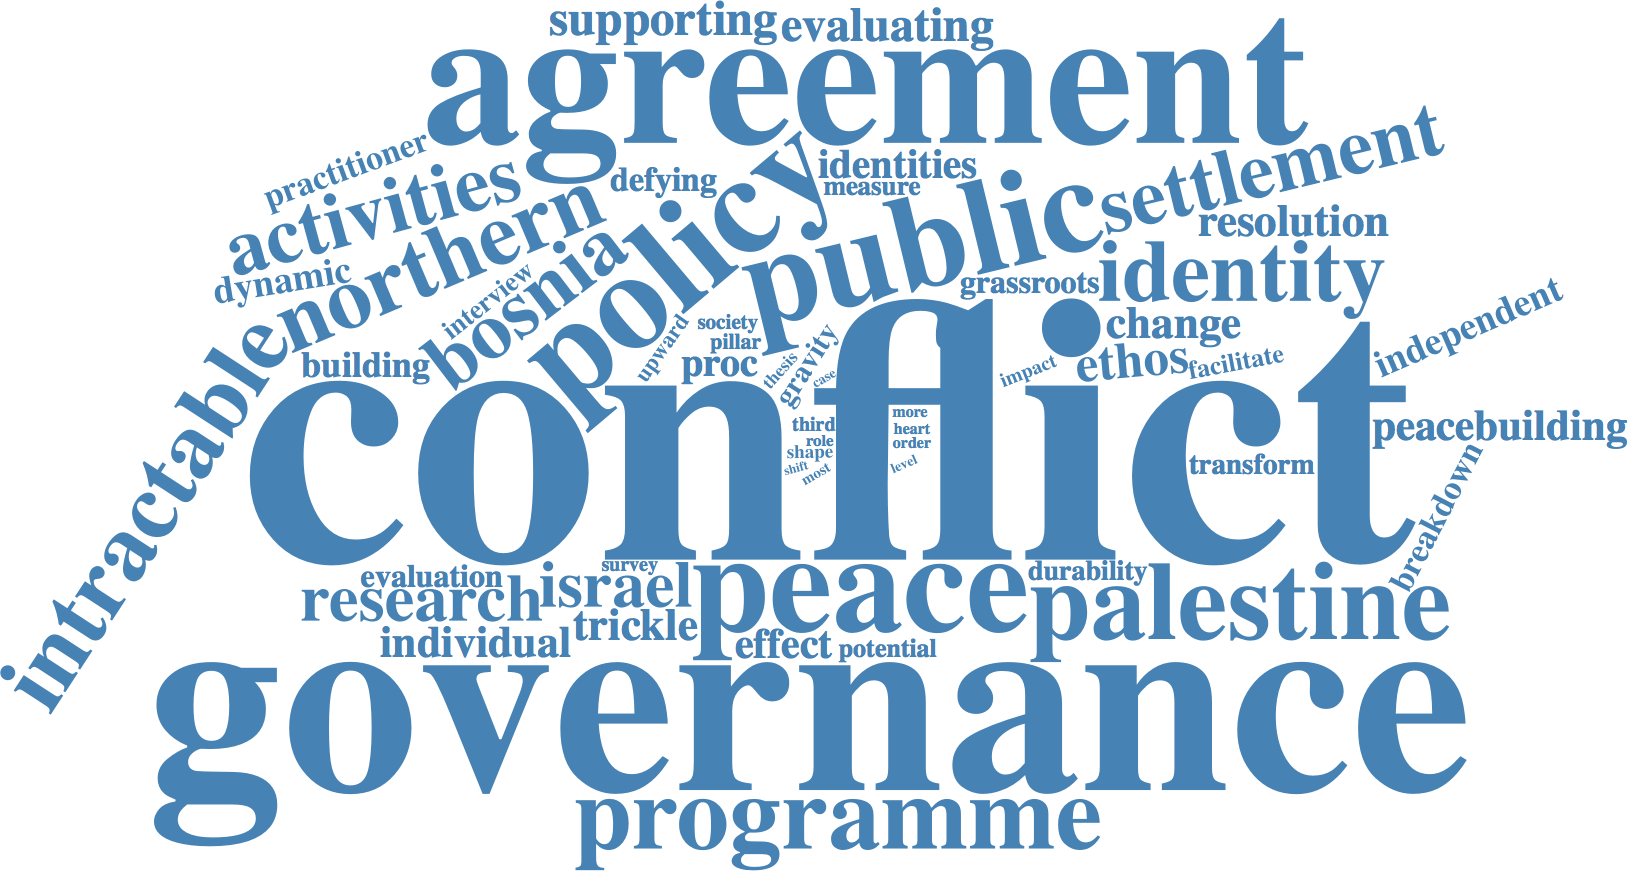 supporting
evaluating
agreement
practitioner
activities
defying
identities
measure
settlement
policy
public
resolution
dynamic
northern
interview
bosnia
grassroots
identity
independent
society
pillar
upward
building
proc
thesis
gravity
case
change
ethos
facilitate
impact
intractable
conflict
third
role
shape
shift
most
more
heart
order
level
transform
peacebuilding
breakdown
survey
evaluation
research
israel
peace
durability
palestine
individual
trickle
effect
potential
governance
programme